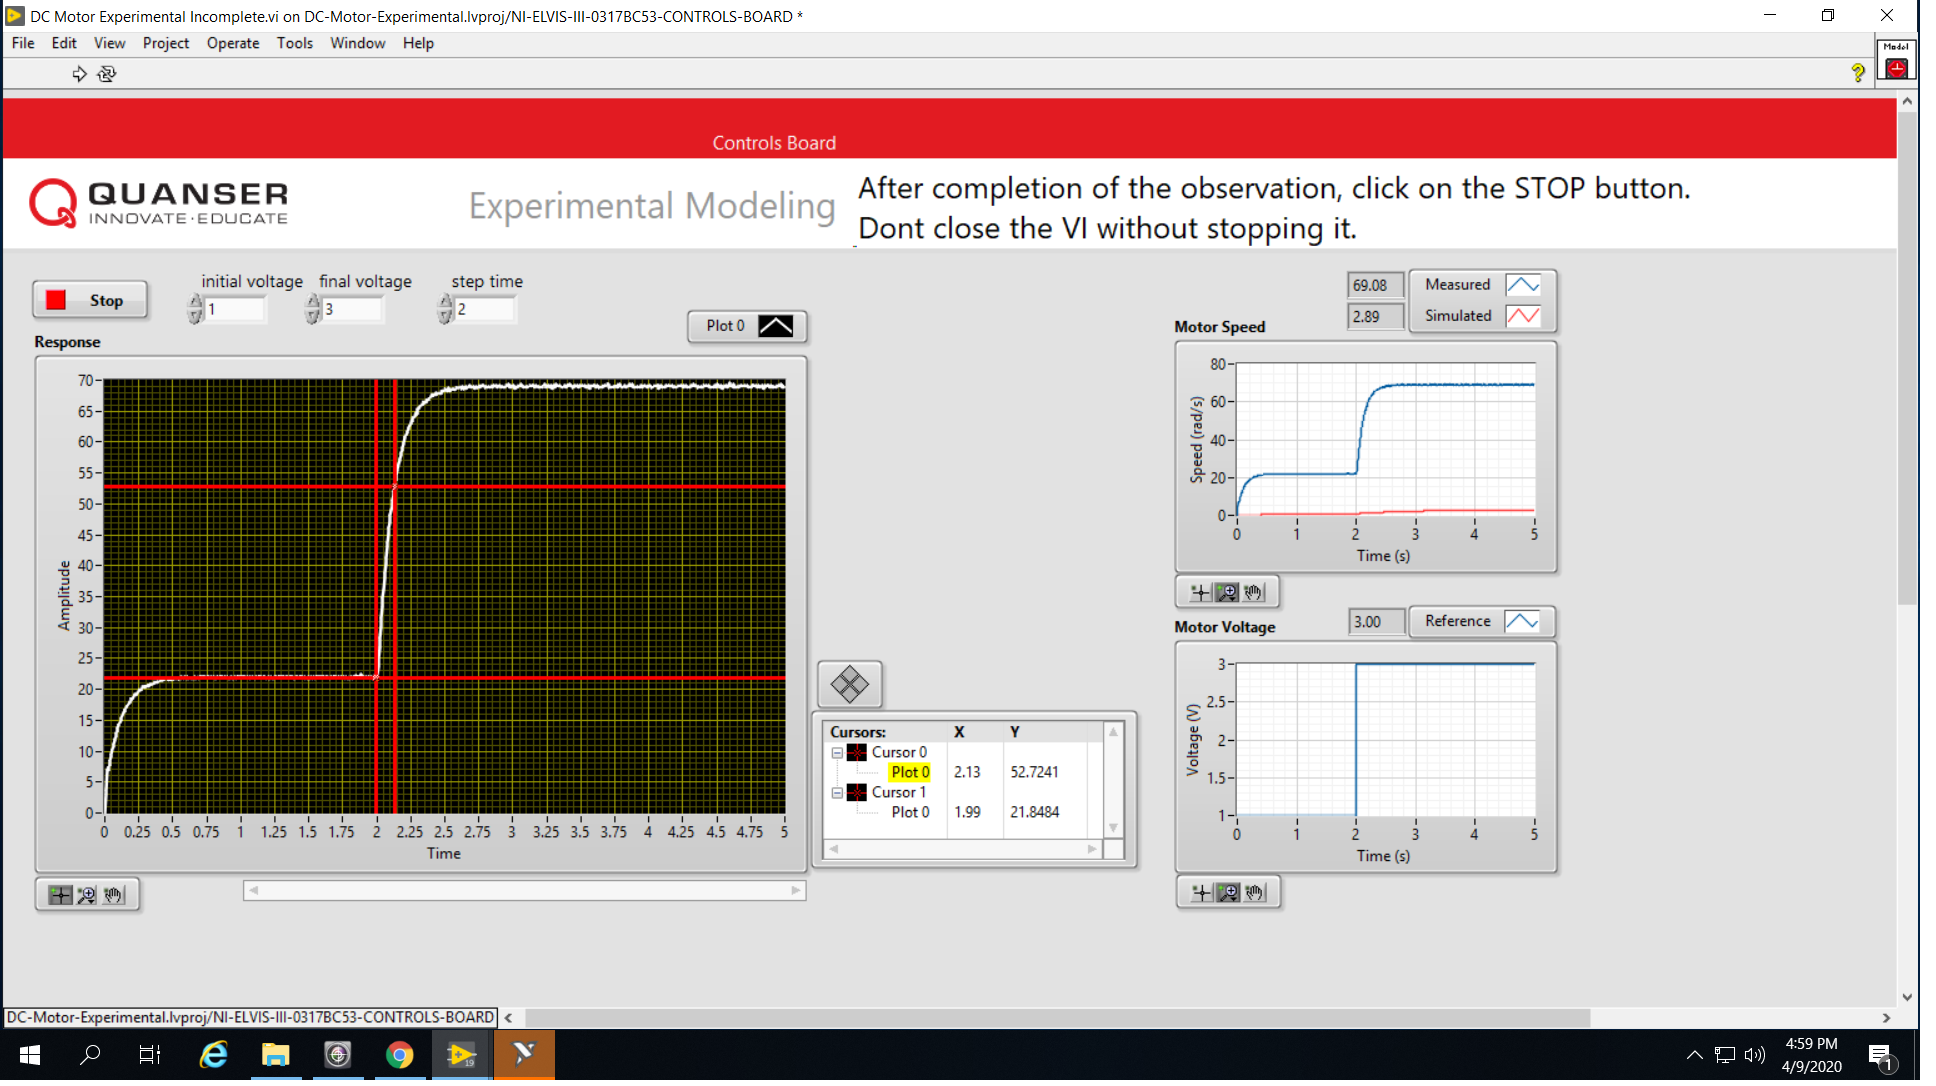 DC Motor Experimental Incomplete.vi on DC-Motor-Experimental.lvproj/NI-ELVIS-III-0317BC53-CONTROLS-BOARD *
File Edit View Project Operate Tools Window Help
Model
Controls Board
QUANSER
INNOVATE·EDUCATE
Experimental Modeling
After completion of the observation, click on the STOP button.
Dont close the VI without stopping it.
Stop
initial voltage final voltage step time
1 3 2
Plot 0
Response
70
65
60
55
50
45
40
35
30
25
20
15
10
5
0
Amplitude
0 0.25 0.5 0.75 1 1.25 1.5 1.75 2 2.25 2.5 2.75 3 3.25 3.5 3.75 4 4.25 4.5 4.75 5
Time
Cursors: X Y
Cursor 0
Plot 0 2.13 52.7241
Cursor 1
Plot 0 1.99 21.8484
69.08 Measured
2.89 Simulated
Motor Speed
80
60
40
20
0
Speed (rad/s)
0 1 2 3 4 5
Time (s)
3.00 Reference
Motor Voltage
3
2.5
2
1.5
1
Voltage (V)
0 1 2 3 4 5
Time (s)
DC-Motor-Experimental.lvproj/NI-ELVIS-III-0317BC53-CONTROLS-BOARD
19
4:59 PM
4/9/2020
1